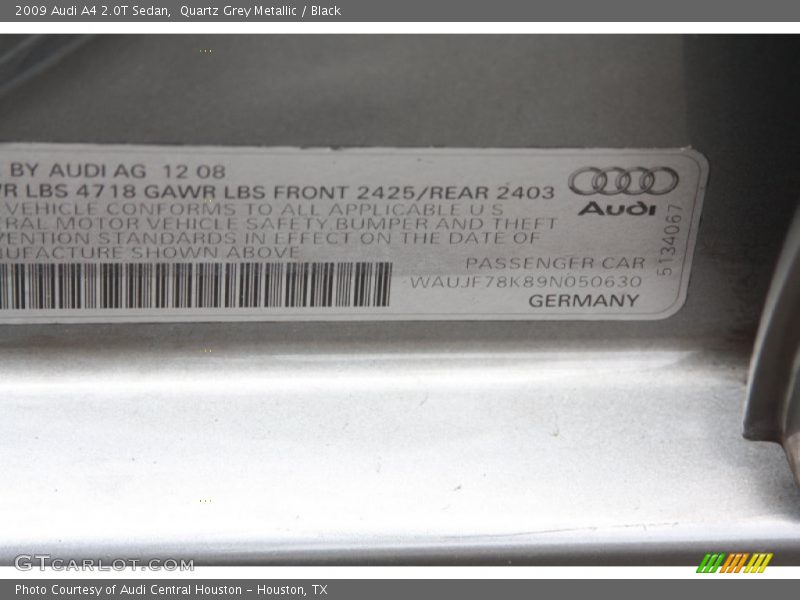 2009 Audi A4 2.0T Sedan, Quartz Grey Metallic / Black
BY AUDI AG 12 08
WR LBS 4718 GAWR LBS FRONT 2425/REAR 2403
VEHICLE CONFORMS TO ALL APPLICABLE U S
ERAL MOTOR VEHICLE SAFETY, BUMPER AND THEFT
VENTION STANDARDS IN EFFECT ON THE DATE OF
UFACTURE SHOWN ABOVE
PASSENGER CAR
WAUJF78K89N050630
GERMANY
Audi
5134067
GTCARLOT.COM
Photo Courtesy of Audi Central Houston - Houston, TX